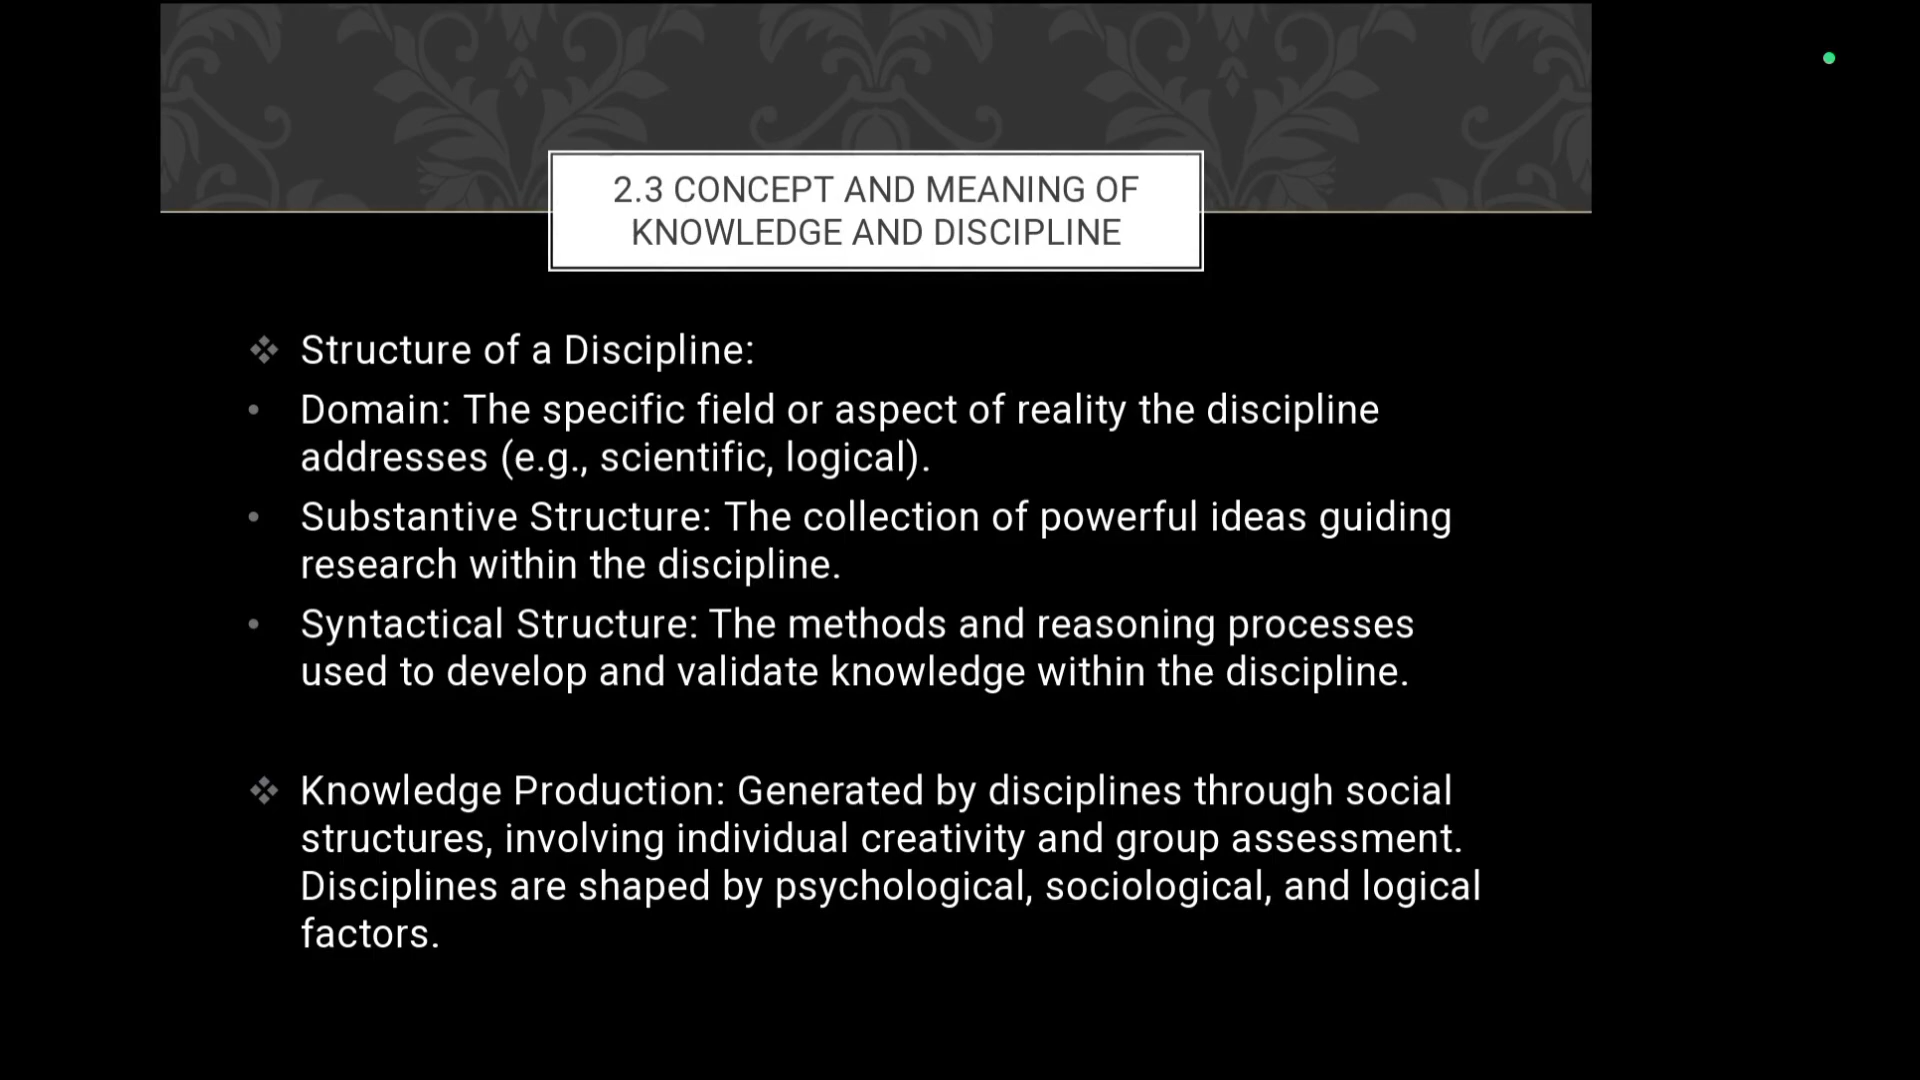 2.3 CONCEPT AND MEANING OF
KNOWLEDGE AND DISCIPLINE
❖ Structure of a Discipline:
• Domain: The specific field or aspect of reality the discipline
addresses (e.g., scientific, logical).
• Substantive Structure: The collection of powerful ideas guiding
research within the discipline.
• Syntactical Structure: The methods and reasoning processes
used to develop and validate knowledge within the discipline.
❖ Knowledge Production: Generated by disciplines through social
structures, involving individual creativity and group assessment.
Disciplines are shaped by psychological, sociological, and logical
factors.